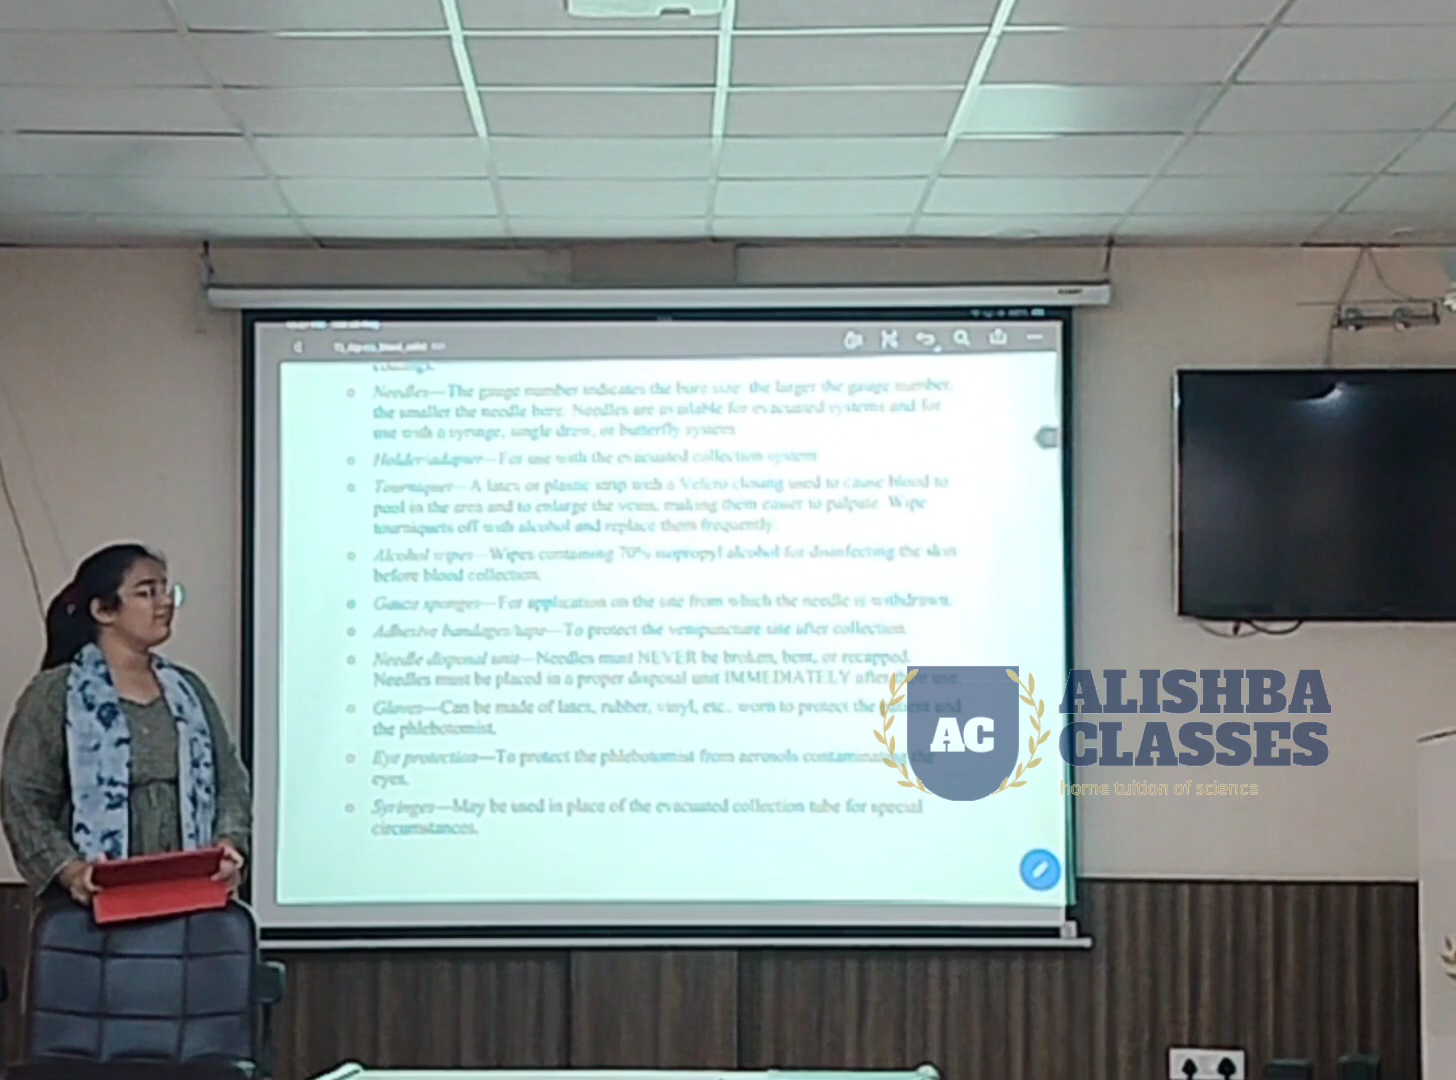 Needles—The gauge number indicates the bore size: the larger the gauge number,
the smaller the needle bore. Needles are available for evacuated systems and for
use with a syringe, single draw, or butterfly system.
Holder/adapter—For use with the evacuated collection system.
Tourniquet—A latex or plastic strip with a Velcro closing used to cause blood to
pool in the area and to enlarge the veins, making them easier to palpate. Wipe
tourniquets off with alcohol and replace them frequently.
Alcohol wipes—Wipes containing 70% isopropyl alcohol for disinfecting the skin
before blood collection.
Gauze sponges—For application on the site from which the needle is withdrawn.
Adhesive bandages/tape—To protect the venipuncture site after collection.
Needle disposal unit—Needles must NEVER be broken, bent, or recapped.
Needles must be placed in a proper disposal unit IMMEDIATELY after their use.
Gloves—Can be made of latex, rubber, vinyl, etc.; worn to protect the patient and
the phlebotomist.
Eye protection—To protect the phlebotomist from aerosols contaminating the
eyes.
Syringes—May be used in place of the evacuated collection tube for special
circumstances.
AC
ALISHBA
CLASSES
home tuition of science